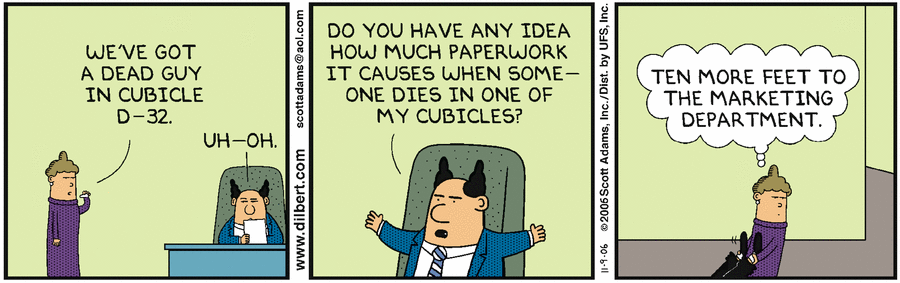 WE'VE GOT
A DEAD GUY
IN CUBICLE
D-32.
UH-OH.
www.dilbert.com
scottadams@aol.com
DO YOU HAVE ANY IDEA
HOW MUCH PAPERWORK
IT CAUSES WHEN SOME-
ONE DIES IN ONE OF
MY CUBICLES?
11-9-06 ©2006 Scott Adams, Inc./Dist. by UFS, Inc.
TEN MORE FEET TO
THE MARKETING
DEPARTMENT.